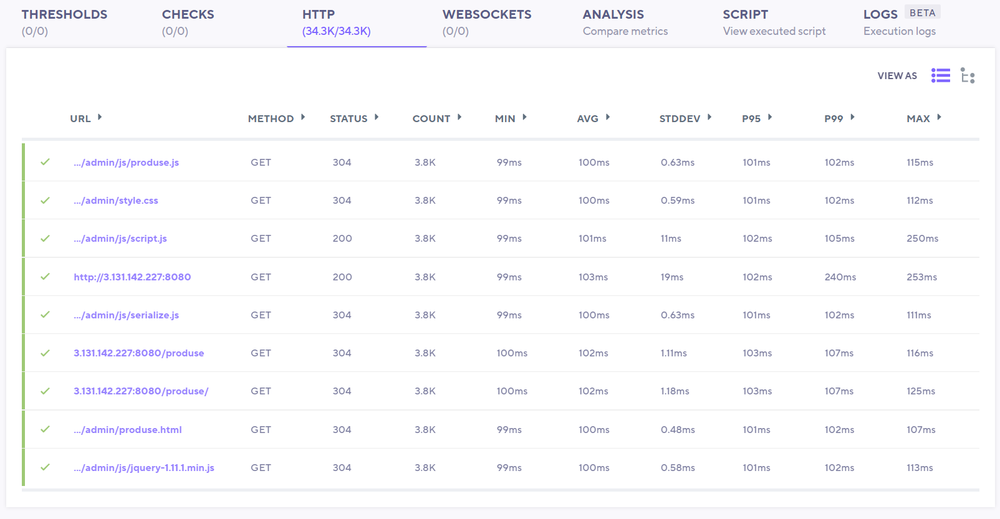 THRESHOLDS CHECKS HTTP WEBSOCKETS ANALYSIS SCRIPT LOGS BETA
(0/0) (0/0) (34.3K/34.3K) (0/0) Compare metrics View executed script Execution logs
VIEW AS
URL METHOD STATUS COUNT MIN AVG STDDEV P95 P99 MAX
.../admin/js/produse.js GET 304 3.8K 99ms 100ms 0.63ms 101ms 102ms 115ms
.../admin/style.css GET 304 3.8K 99ms 100ms 0.59ms 101ms 102ms 112ms
.../admin/js/script.js GET 200 3.8K 99ms 101ms 11ms 102ms 105ms 250ms
http://3.131.142.227:8080 GET 200 3.8K 99ms 103ms 19ms 102ms 240ms 253ms
.../admin/js/serialize.js GET 304 3.8K 99ms 100ms 0.63ms 101ms 102ms 111ms
3.131.142.227:8080/produse GET 304 3.8K 100ms 102ms 1.11ms 103ms 107ms 116ms
3.131.142.227:8080/produse/ GET 304 3.8K 100ms 102ms 1.18ms 103ms 107ms 125ms
.../admin/produse.html GET 304 3.8K 99ms 100ms 0.48ms 101ms 102ms 107ms
.../admin/js/jquery-1.11.1.min.js GET 304 3.8K 99ms 100ms 0.58ms 101ms 102ms 113ms